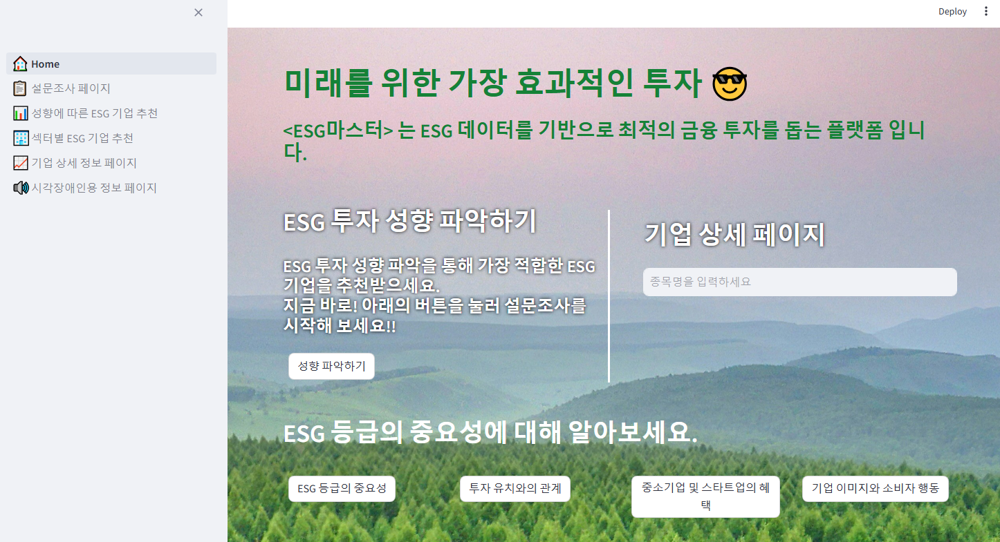 Deploy
Home
설문조사 페이지
성향에 따른 ESG 기업 추천
섹터별 ESG 기업 추천
기업 상세 정보 페이지
시각장애인용 정보 페이지
미래를 위한 가장 효과적인 투자 😎
<ESG마스터> 는 ESG 데이터를 기반으로 최적의 금융 투자를 돕는 플랫폼 입니
다.
ESG 투자 성향 파악하기
ESG 투자 성향 파악을 통해 가장 적합한 ESG
기업을 추천받으세요.
지금 바로! 아래의 버튼을 눌러 설문조사를
시작해 보세요!!
성향 파악하기
기업 상세 페이지
종목명을 입력하세요
ESG 등급의 중요성에 대해 알아보세요.
ESG 등급의 중요성
투자 유치와의 관계
중소기업 및 스타트업의 혜
택
기업 이미지와 소비자 행동